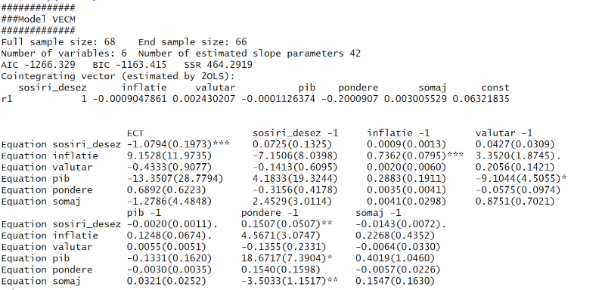 #############
###Model VECM
#############
Full sample size: 68 End sample size: 66
Number of variables: 6 Number of estimated slope parameters 42
AIC -1266.329 BIC -1163.415 SSR 464.2919
Cointegrating vector (estimated by 2OLS):
sosiri_desez inflatie valutar pib pondere somaj const
r1 1 -0.0009047861 0.002430207 -0.0001126374 -0.2000907 0.003005529 0.06321835
ECT sosiri_desez -1 inflatie -1 valutar -1
Equation sosiri_desez -1.0794(0.1973)*** 0.0725(0.1325) 0.0009(0.0013) 0.0427(0.0309)
Equation inflatie 9.1528(11.9735) -7.1506(8.0398) 0.7362(0.0795)*** 3.3520(1.8745).
Equation valutar -0.4333(0.9077) -0.1413(0.6095) 0.0020(0.0060) 0.2056(0.1421)
Equation pib -13.3507(28.7794) 4.1833(19.3244) 0.2883(0.1911) -9.1044(4.5055)*
Equation pondere 0.6892(0.6223) -0.3156(0.4178) 0.0035(0.0041) -0.0575(0.0974)
Equation somaj -1.2786(4.4848) 2.4529(3.0114) 0.0041(0.0298) 0.8751(0.7021)
pib -1 pondere -1 somaj -1
Equation sosiri_desez -0.0020(0.0011). 0.1507(0.0507)** -0.0143(0.0072).
Equation inflatie 0.1248(0.0674). 4.5671(3.0747) 0.2268(0.4352)
Equation valutar 0.0055(0.0051) -0.1355(0.2331) -0.0064(0.0330)
Equation pib -0.1331(0.1620) 18.6717(7.3904)* 0.4019(1.0460)
Equation pondere -0.0030(0.0035) 0.1540(0.1598) -0.0057(0.0226)
Equation somaj 0.0321(0.0252) -3.5033(1.1517)** 0.1547(0.1630)